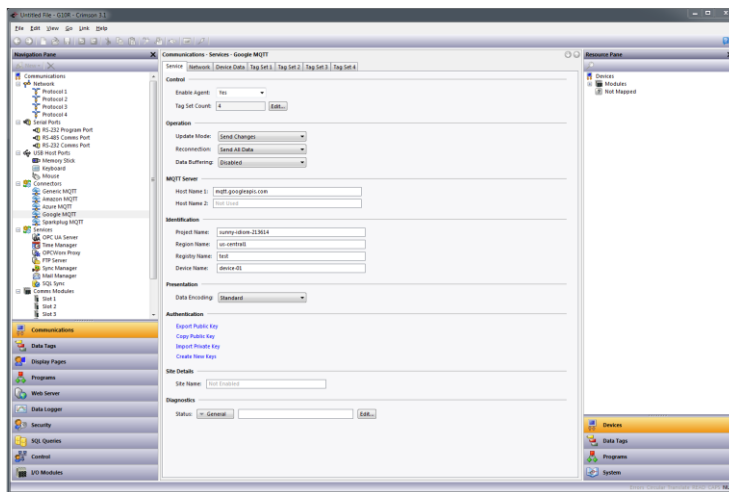 Untitled File - G10R - Crimson 3.1
File Edit View Go Link Help
Navigation Pane
Communications
Network
Protocol 1
Protocol 2
Protocol 3
Protocol 4
Serial Ports
RS-232 Program Port
RS-485 Comms Port
RS-232 Comms Port
USB Host Ports
Memory Stick
Keyboard
Mouse
Connectors
Generic MQTT
Amazon MQTT
Azure MQTT
Google MQTT
Sparkplug MQTT
Services
OPC UA Server
Time Manager
OPCWorx Proxy
FTP Server
Sync Manager
Mail Manager
SQL Sync
Comms Modules
Slot 1
Slot 2
Slot 3
Communications
Data Tags
Display Pages
Programs
Web Server
Data Logger
Security
SQL Queries
Control
I/O Modules
Communications - Services - Google MQTT
Service Network Device Data Tag Set 1 Tag Set 2 Tag Set 3 Tag Set 4
Control
Enable Agent: Yes
Tag Set Count: 4 Edit...
Operation
Update Mode: Send Changes
Reconnection: Send All Data
Data Buffering: Disabled
MQTT Server
Host Name 1: mqtt.googleapis.com
Host Name 2: Not Used
Identification
Project Name: sunny-idiom-213614
Region Name: us-central1
Registry Name: test
Device Name: device-01
Presentation
Data Encoding: Standard
Authentication
Export Public Key
Copy Public Key
Import Private Key
Create New Keys
Site Details
Site Name: Not Enabled
Diagnostics
Status: General Edit...
Resource Pane
Devices
Modules
Not Mapped
Devices
Data Tags
Programs
System